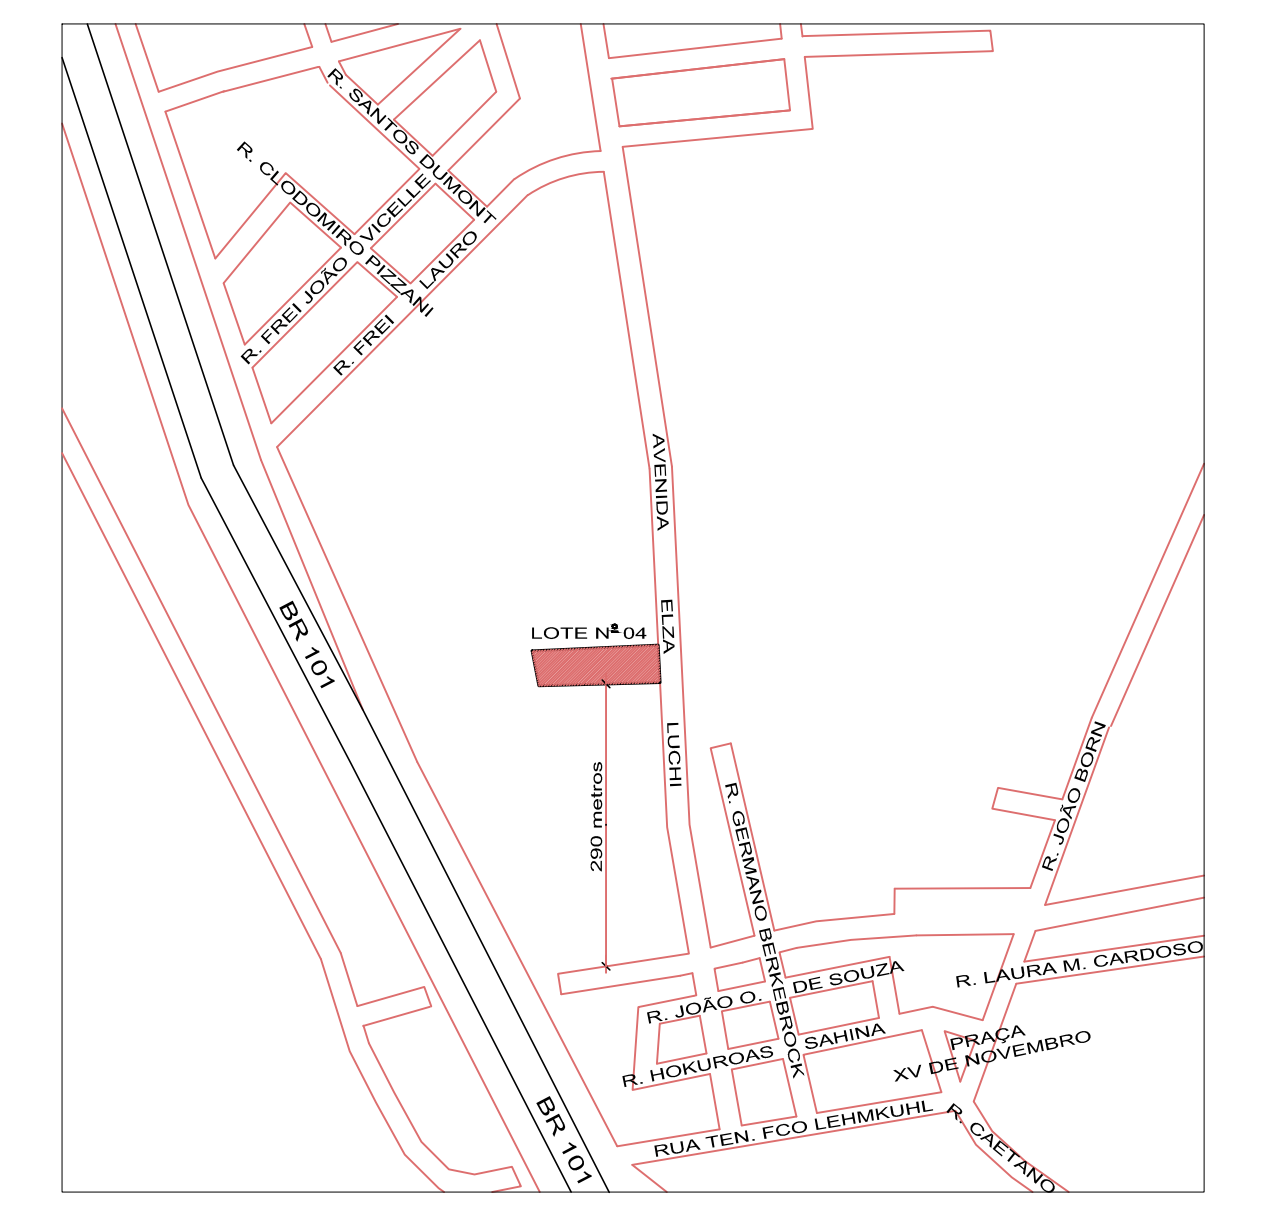 R. SANTOS DUMONT
R. CLODOMIRO PIZZANI
R. FREI JOÃO VICELLE
R. FREI LAURO
AVENIDA ELZA LUCHI
BR 101
LOTE Nº 04
290 metros
R. GERMANO BERKEBROCK
R. JOÃO BORN
R. LAURA M. CARDOSO
R. JOÃO O. DE SOUZA
R. HOKUROAS SAHINA
PRAÇA
XV DE NOVEMBRO
RUA TEN. FCO LEHMKUHL
R. CAETANO
BR 101